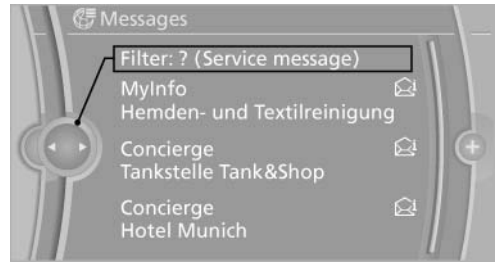 Messages
Filter: ? (Service message)
MyInfo
Hemden- und Textilreinigung
Concierge
Tankstelle Tank&Shop
Concierge
Hotel Munich